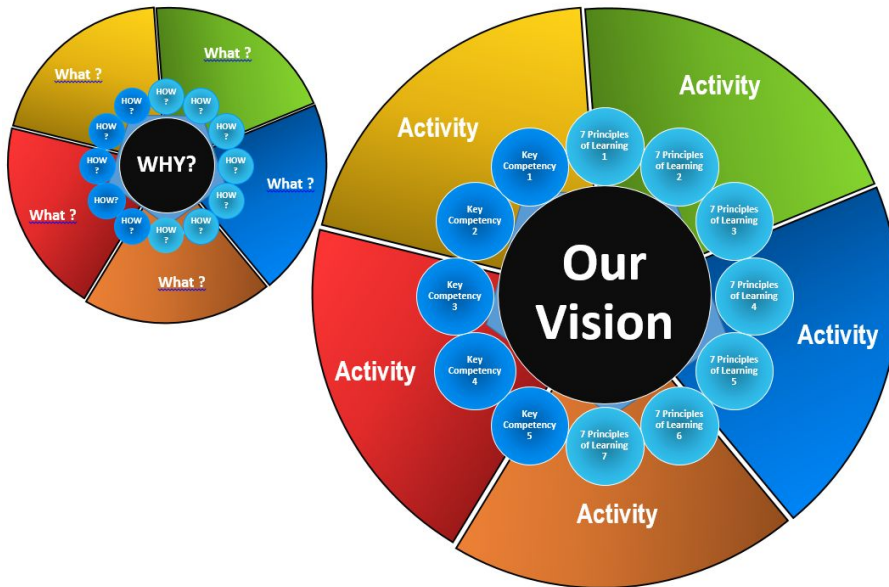 What ?
What ?
What ?
What ?
What ?
HOW
?
HOW
?
HOW
?
HOW
?
HOW
?
HOW
?
HOW
?
HOW
?
HOW
?
HOW?
HOW
?
HOW
?
WHY?
Activity
Activity
Activity
Activity
Activity
7 Principles
of Learning
1
7 Principles
of Learning
2
7 Principles
of Learning
3
7 Principles
of Learning
4
7 Principles
of Learning
5
7 Principles
of Learning
6
7 Principles
of Learning
7
Key
Competency
1
Key
Competency
2
Key
Competency
3
Key
Competency
4
Key
Competency
5
Our
Vision